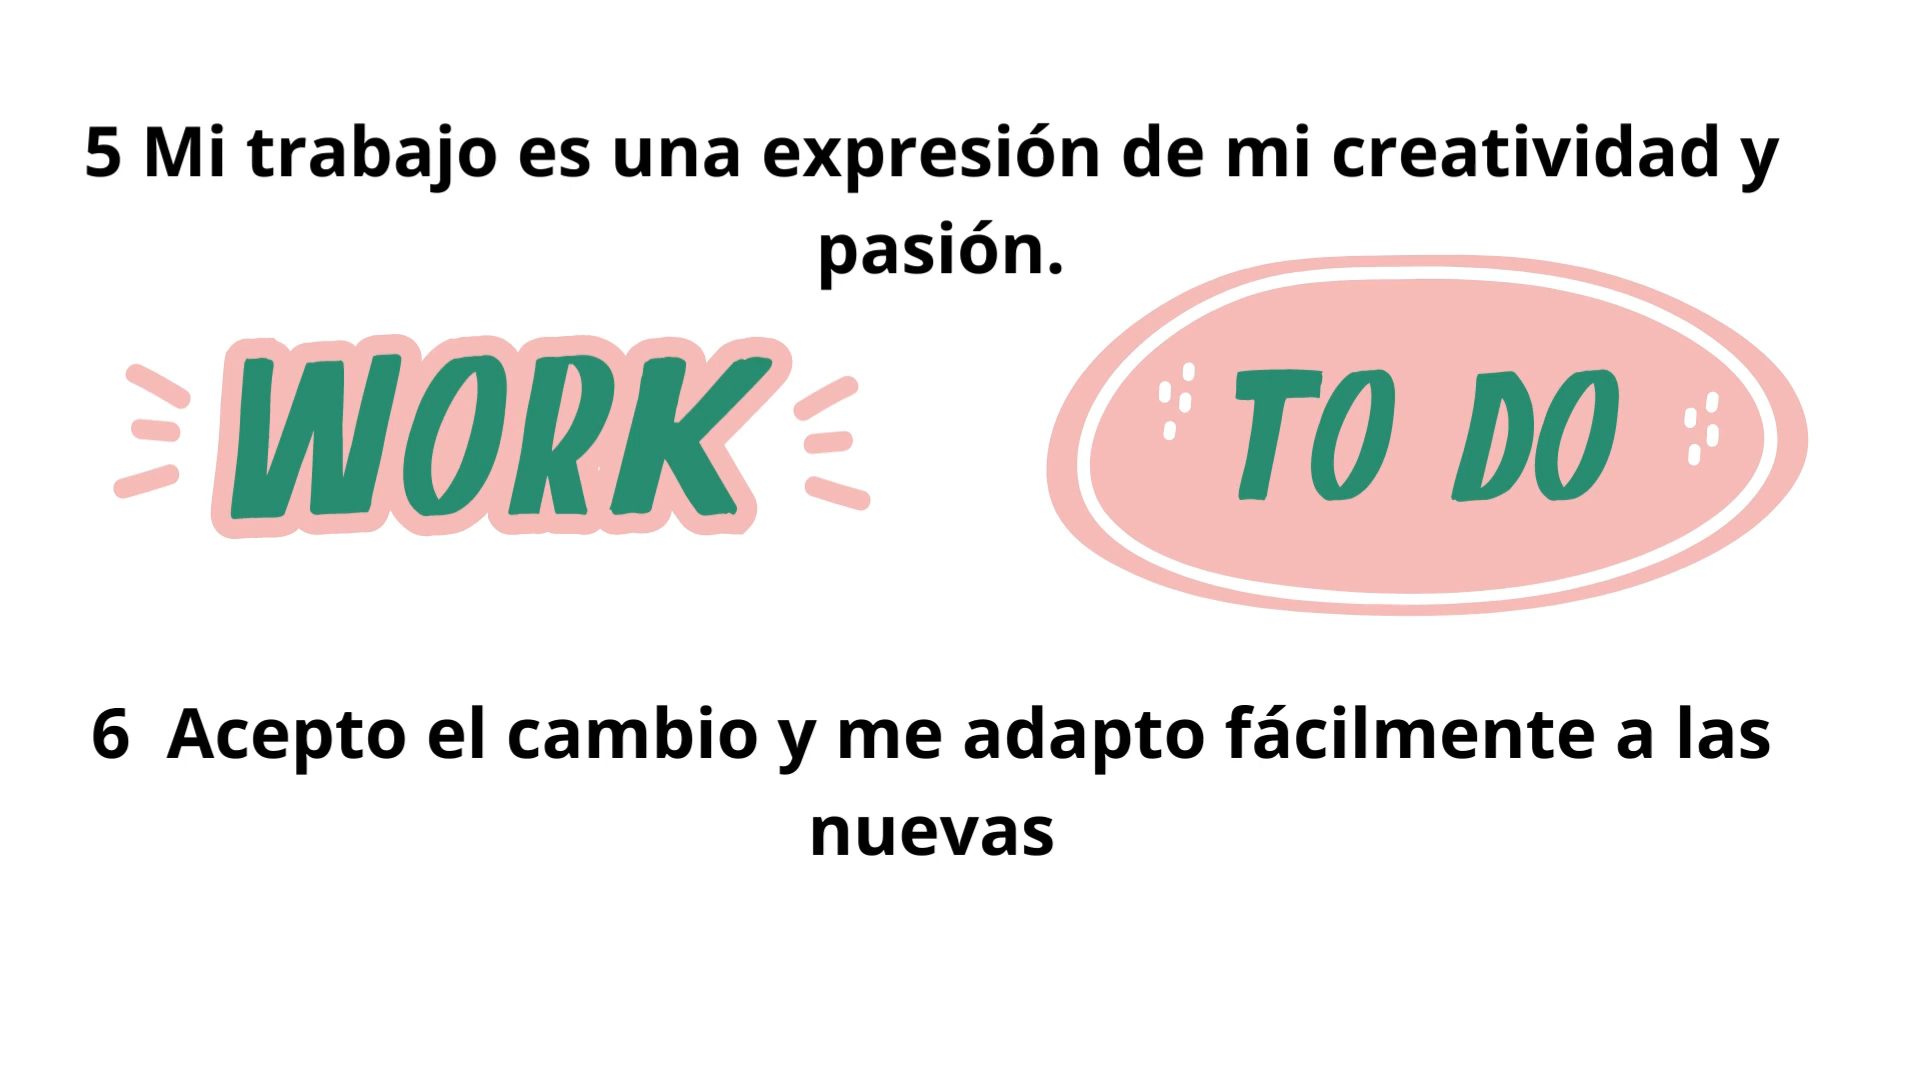 5 Mi trabajo es una expresión de mi creatividad y
pasión.
WORK
TO DO
6 Acepto el cambio y me adapto fácilmente a las
nuevas